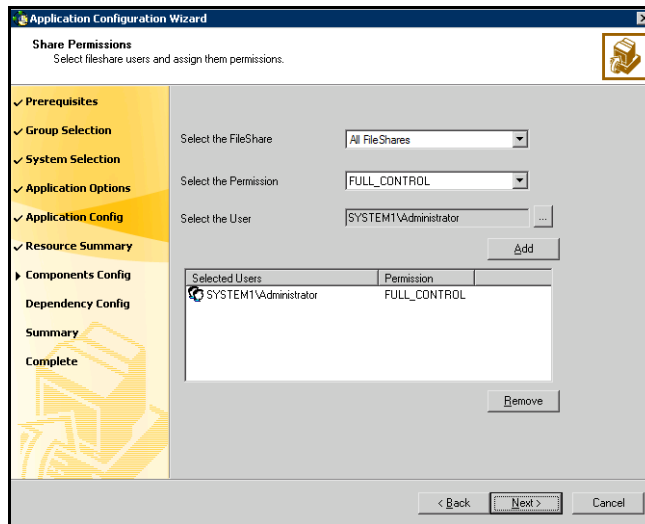 Application Configuration Wizard
Share Permissions
Select fileshare users and assign them permissions.
Prerequisites
Group Selection
System Selection
Application Options
Application Config
Resource Summary
Components Config
Dependency Config
Summary
Complete
Select the FileShare
All FileShares
Select the Permission
FULL_CONTROL
Select the User
SYSTEM1\Administrator
...
Add
Selected Users Permission
SYSTEM1\Administrator FULL_CONTROL
Remove
< Back Next > Cancel